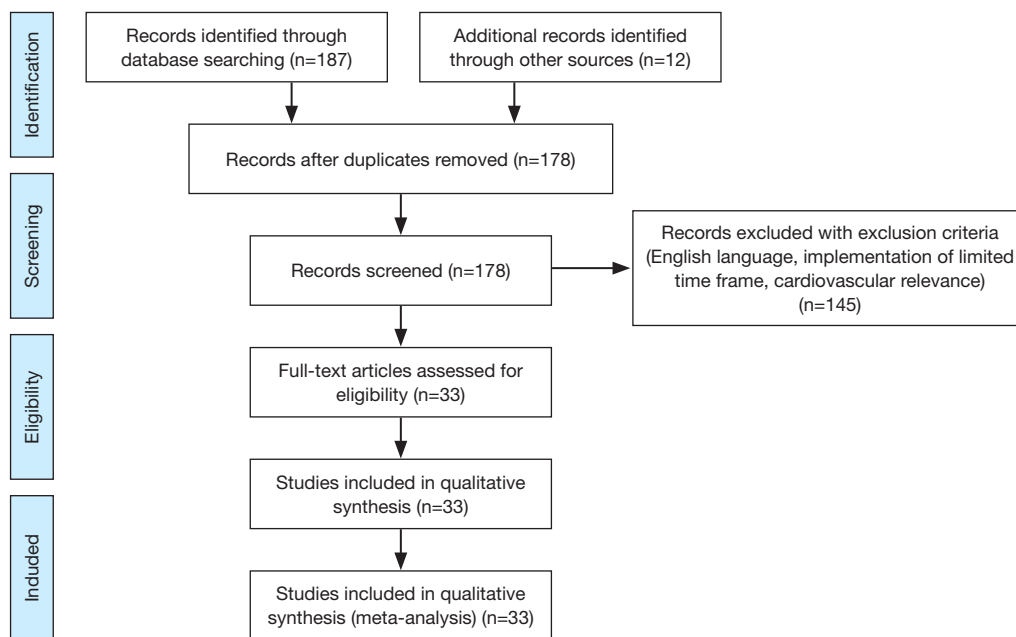 Identification
Records identified through
database searching (n=187)
Additional records identified
through other sources (n=12)
Records after duplicates removed (n=178)
Screening
Records screened (n=178)
Records excluded with exclusion criteria
(English language, implementation of limited
time frame, cardiovascular relevance)
(n=145)
Eligibility
Full-text articles assessed for
eligibility (n=33)
Studies included in qualitative
synthesis (n=33)
Induded
Studies included in qualitative
synthesis (meta-analysis) (n=33)